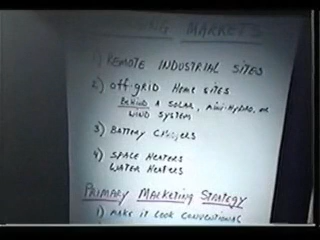 MARKETS
1) REMOTE INDUSTRIAL SITES
2) Off-grid Home SITES
BEHIND A SOLAR, MINI-HYDRO, OR
WIND SYSTEM
3) BATTERY CHARGERS
4) SPACE HEATERS
WATER HEATERS
PRIMARY MARKETING STRATEGY
1) MAKE IT LOOK CONVENTIONAL